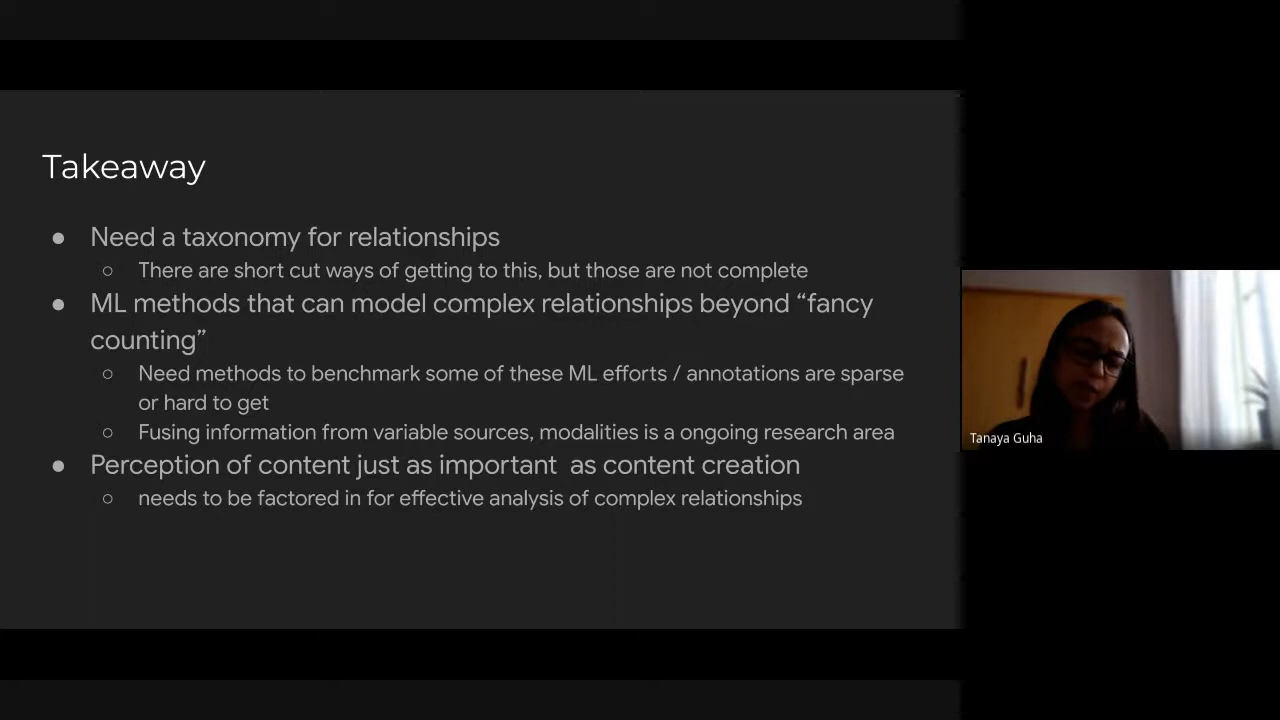 Takeaway
● Need a taxonomy for relationships
○ There are short cut ways of getting to this, but those are not complete
● ML methods that can model complex relationships beyond “fancy
counting”
○ Need methods to benchmark some of these ML efforts / annotations are sparse
or hard to get
○ Fusing information from variable sources, modalities is a ongoing research area
● Perception of content just as important  as content creation
○ needs to be factored in for effective analysis of complex relationships
Tanaya Guha